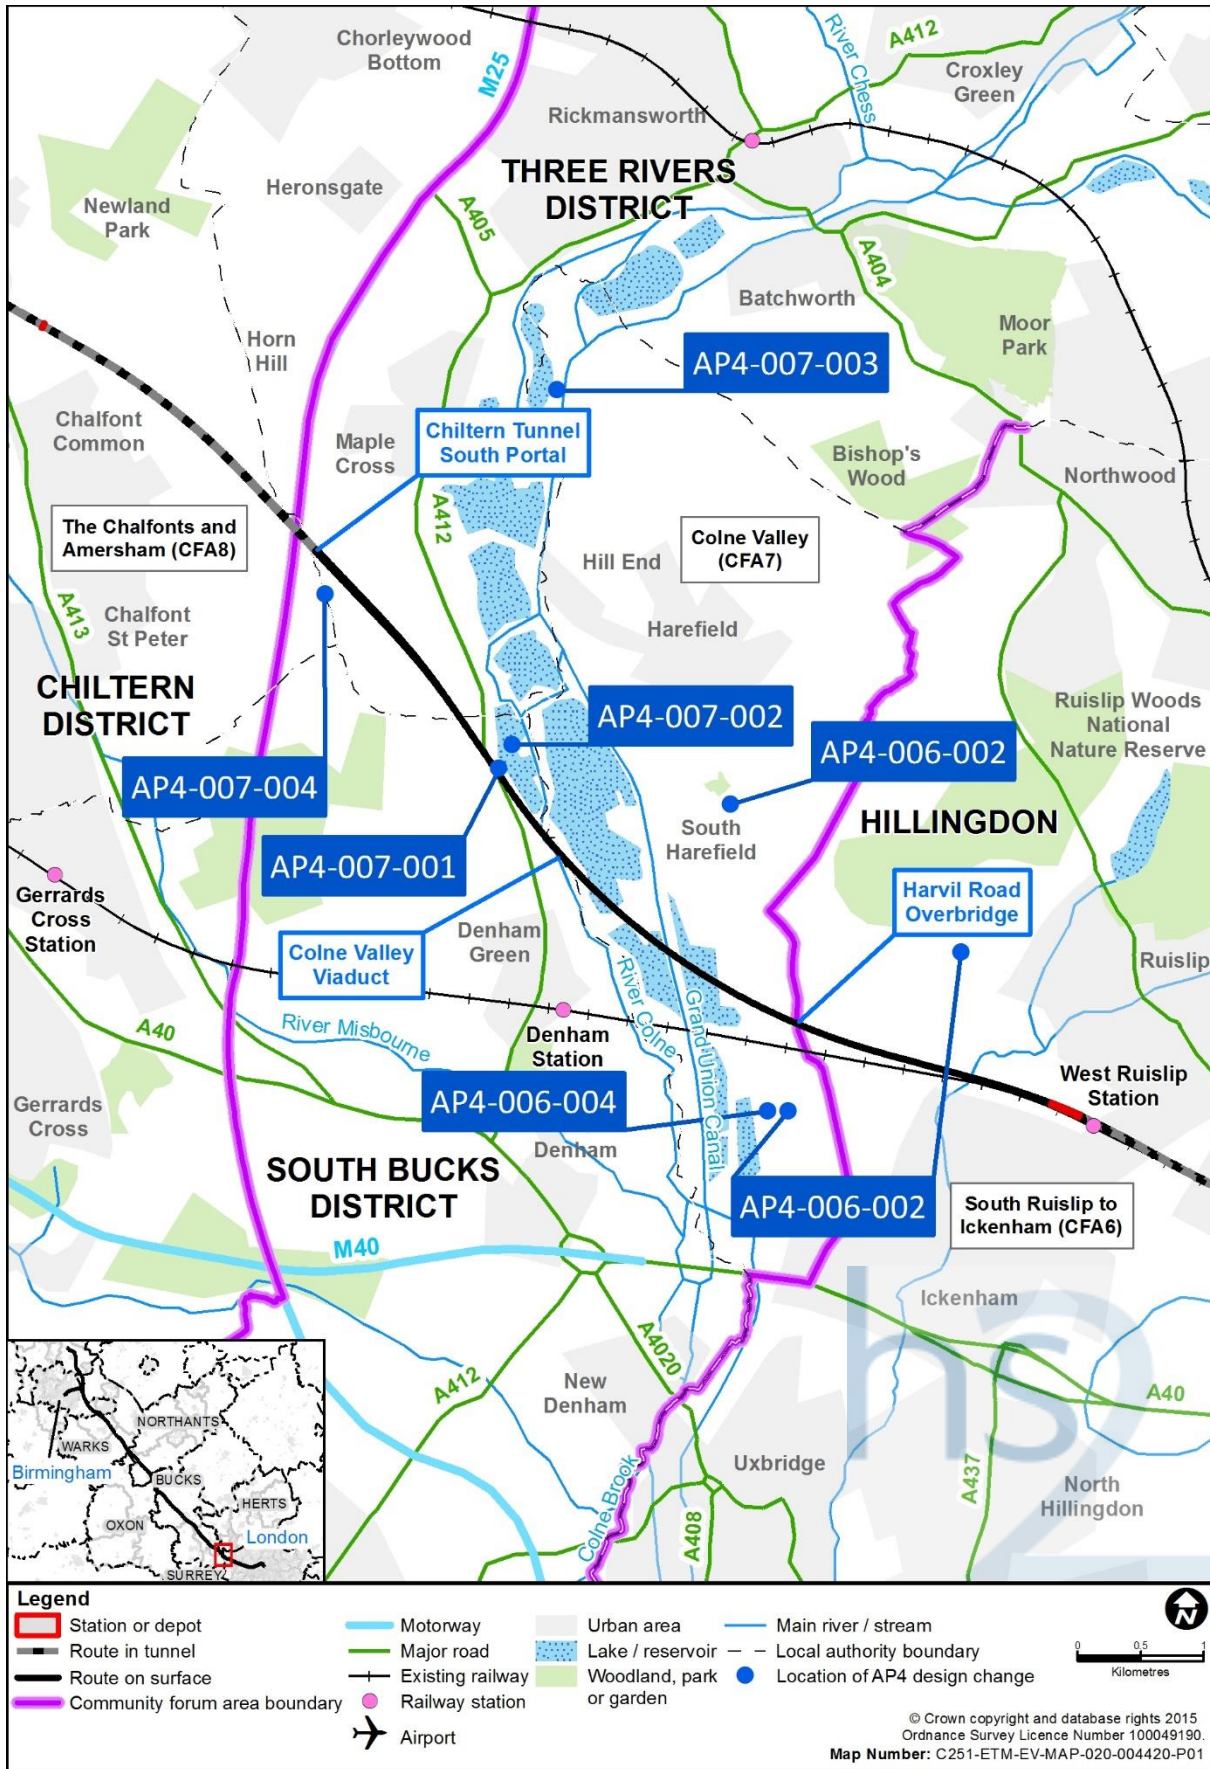 Chorleywood
Bottom
M25
River Chess
A412
Croxley
Green
Rickmansworth
THREE RIVERS
DISTRICT
Heronsgate
Newland
Park
A405
A404
Batchworth
Moor
Park
Horn
Hill
AP4-007-003
Chalfont
Common
Maple
Cross
Chiltern Tunnel
South Portal
Bishop's
Wood
Northwood
The Chalfonts and
Amersham (CFA8)
A412
Colne Valley
(CFA7)
Hill End
A413
Chalfont
St Peter
Harefield
CHILTERN
DISTRICT
Ruislip Woods
National
Nature Reserve
AP4-007-002
AP4-006-002
AP4-007-004
HILLINGDON
South
Harefield
AP4-007-001
Gerrards
Cross
Station
Harvil Road
Overbridge
Denham
Green
Colne Valley
Viaduct
Ruislip
River Colne
Grand Union Canal
River Misbourne
A40
Denham
Station
West Ruislip
Station
AP4-006-004
Gerrards
Cross
Denham
SOUTH BUCKS
DISTRICT
AP4-006-002
South Ruislip to
Ickenham (CFA6)
M40
Ickenham
hs2
A4020
A412
New
Denham
A40
Colne Brook
Uxbridge
A437
North
Hillingdon
A408
NORTHANTS
WARKS
Birmingham
BUCKS
HERTS
OXON
London
SURREY
Legend
Station or depot
Route in tunnel
Route on surface
Community forum area boundary
Motorway
Major road
Existing railway
Railway station
Airport
Urban area
Lake / reservoir
Woodland, park
or garden
Main river / stream
Local authority boundary
Location of AP4 design change
N
0 0.5 1
Kilometres
© Crown copyright and database rights 2015
Ordnance Survey Licence Number 100049190.
Map Number: C251-ETM-EV-MAP-020-004420-P01